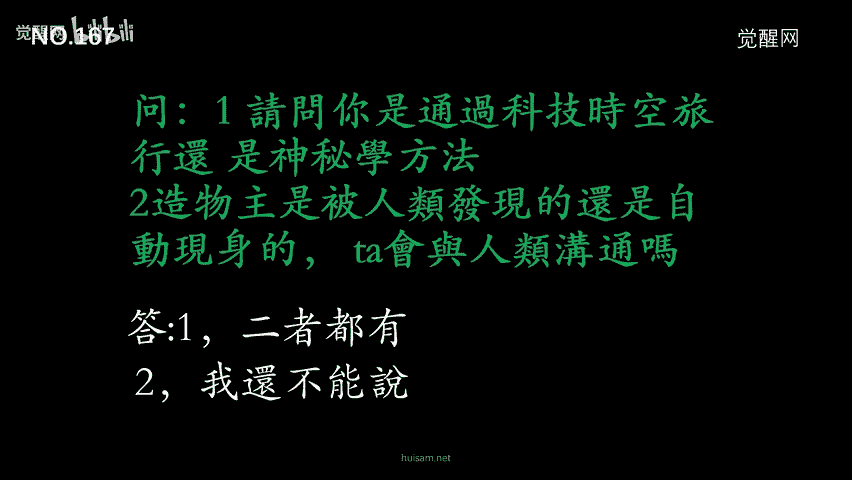 NO.167
觉醒网 bilibili
觉醒网
问：1 請問你是通過科技時空旅
行還 是神秘學方法
2造物主是被人類發現的還是自
動現身的， ta會與人類溝通嗎
答:1，二者都有
2，我還不能說
huisam.net